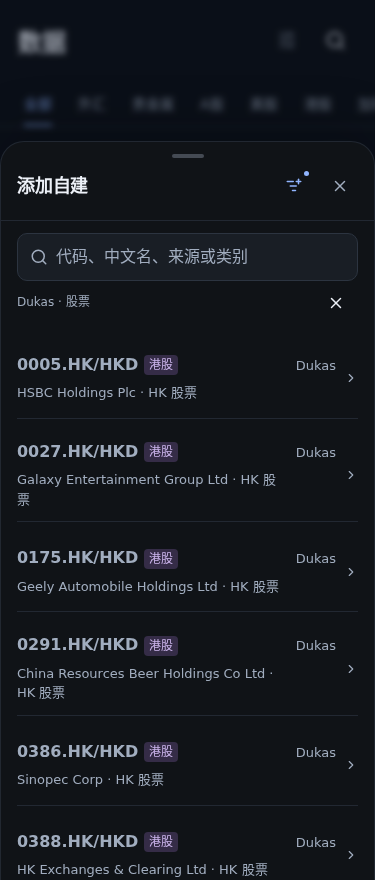 数据
添加自建
代码、中文名、来源或类别
Dukas · 股票
0005.HK/HKD 港股 Dukas
HSBC Holdings Plc · HK 股票
0027.HK/HKD 港股 Dukas
Galaxy Entertainment Group Ltd · HK 股
票
0175.HK/HKD 港股 Dukas
Geely Automobile Holdings Ltd · HK 股票
0291.HK/HKD 港股 Dukas
China Resources Beer Holdings Co Ltd ·
HK 股票
0386.HK/HKD 港股 Dukas
Sinopec Corp · HK 股票
0388.HK/HKD 港股 Dukas
HK Exchanges & Clearing Ltd · HK 股票